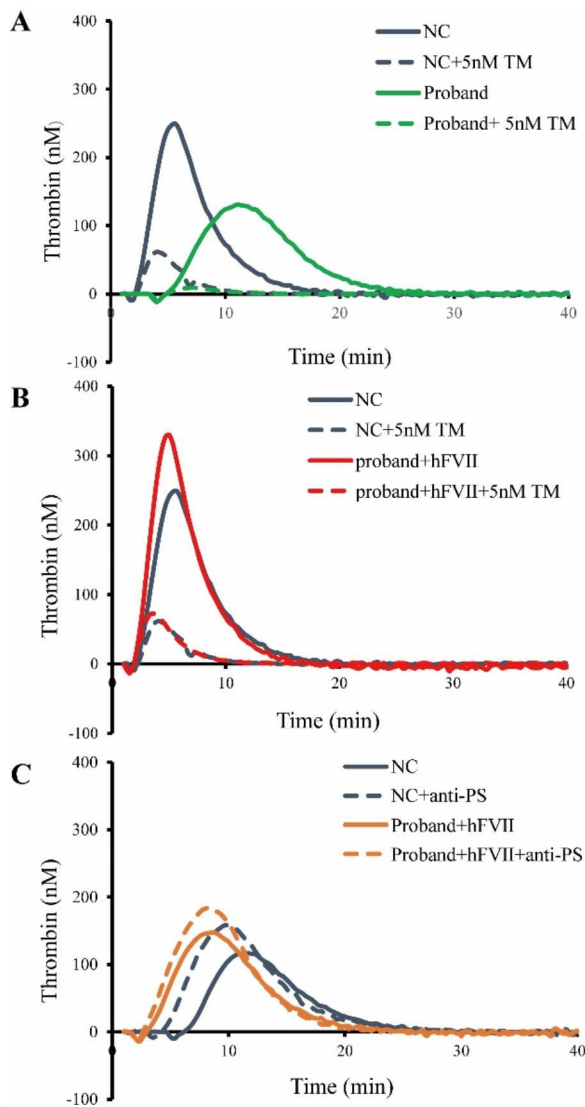 A
400
NC
NC+5nM TM
300
Proband
Proband+ 5nM TM
200
Thrombin (nM)
100
0
0
10
20
30
40
-100
Time (min)
B
400
NC
NC+5nM TM
300
proband+hFVII
proband+hFVII+5nM TM
200
Thrombin (nM)
100
0
0
10
20
30
40
-100
Time (min)
C
400
NC
NC+anti-PS
300
Proband+hFVII
Proband+hFVII+anti-PS
200
Thrombin (nM)
100
0
0
10
20
30
40
-100
Time (min)